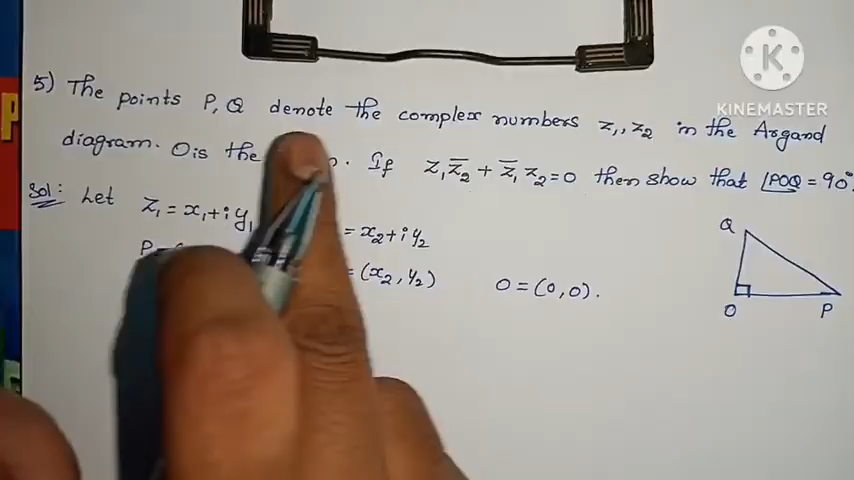 5) The points P, Q denote the complex numbers z₁, z₂ in the Argand
diagram. O is the . If z₁z̅₂ + z̅₁z₂ = 0 then show that ∠POQ = 90°.
Sol: Let z₁ = x₁+iy₁ = x₂+iy₂
P = (x₂, y₂) O = (0, 0).
Q
O P
K
KINEMASTER